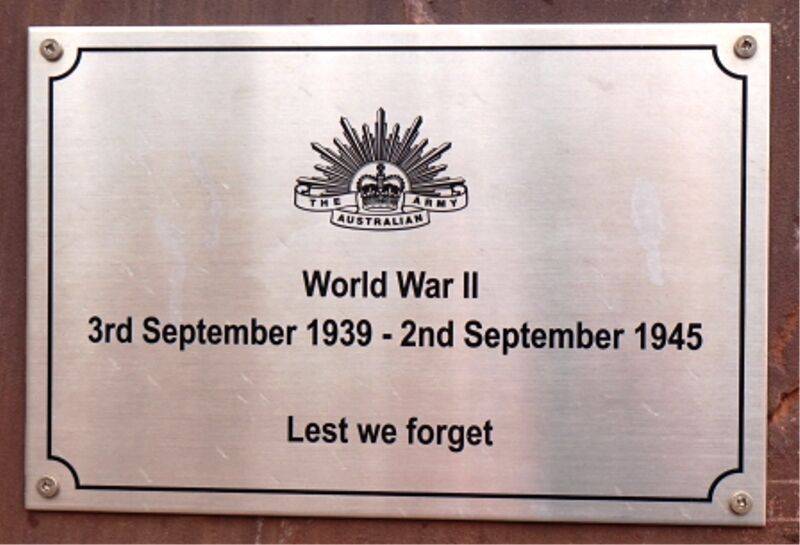 THE AUSTRALIAN ARMY
World War II
3rd September 1939 - 2nd September 1945
Lest we forget